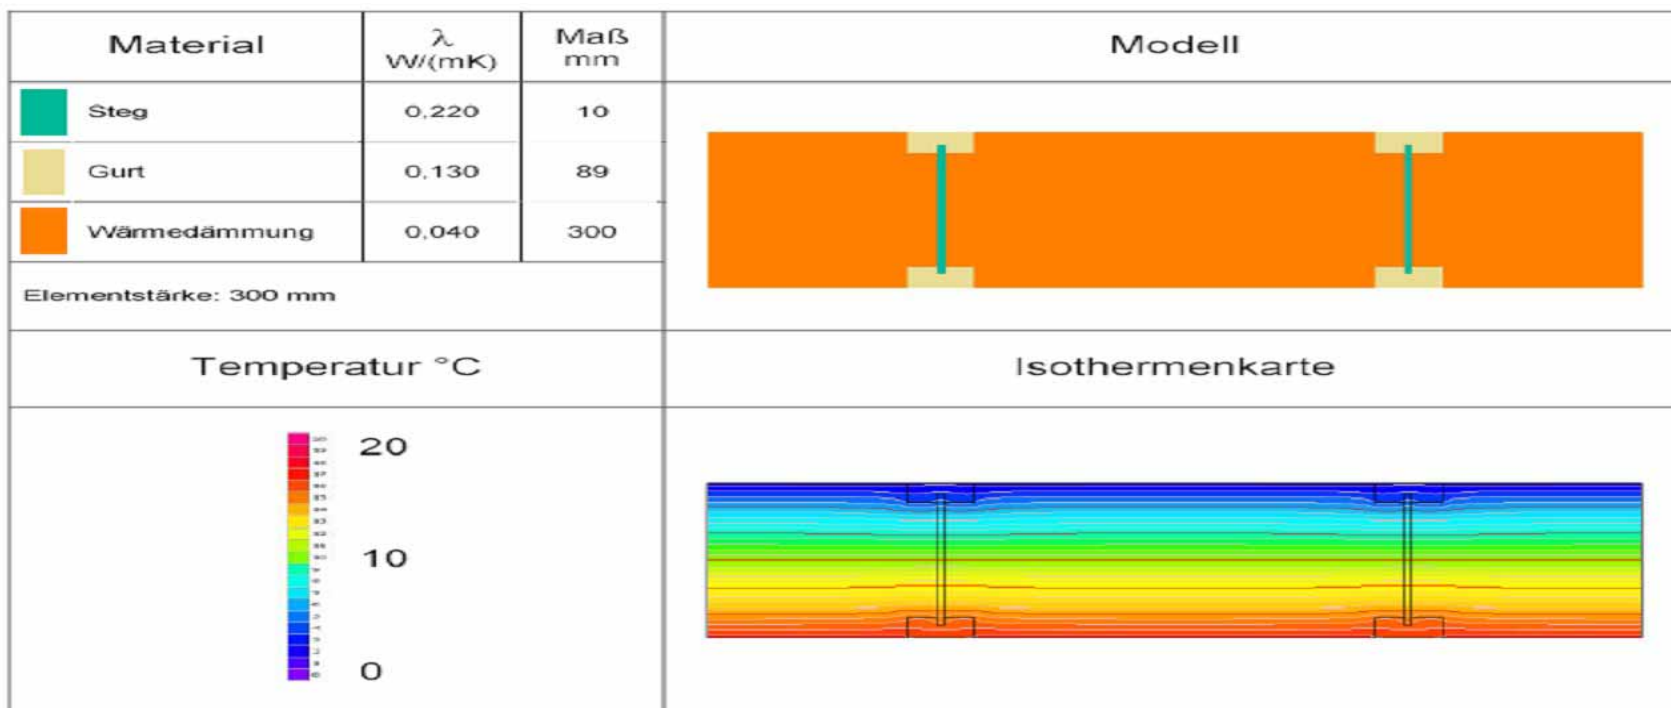 Material
λ
W/(mK)
Maß
mm
Modell
Steg
0,220
10
Gurt
0,130
89
Wärmedämmung
0,040
300
Elementstärke: 300 mm
Temperatur °C
Isothermenkarte
20
10
0